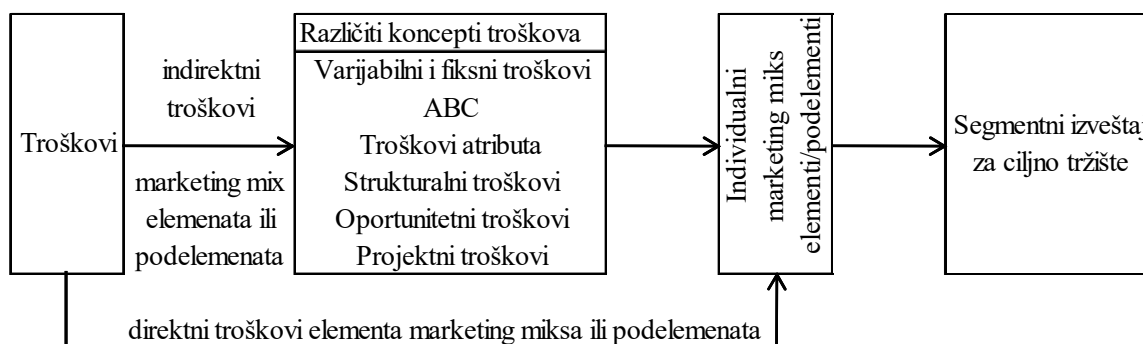 Troškovi
indirektni
troškovi
marketing mix
elemenata ili
podelemenata
Različiti koncepti troškova
Varijabilni i fiksni troškovi
ABC
Troškovi atributa
Strukturalni troškovi
Oportunitetni troškovi
Projektni troškovi
Individualni
marketing miks
elementi/podelementi
Segmentni izveštaj
za ciljno tržište
direktni troškovi elementa marketing miksa ili podelemenata